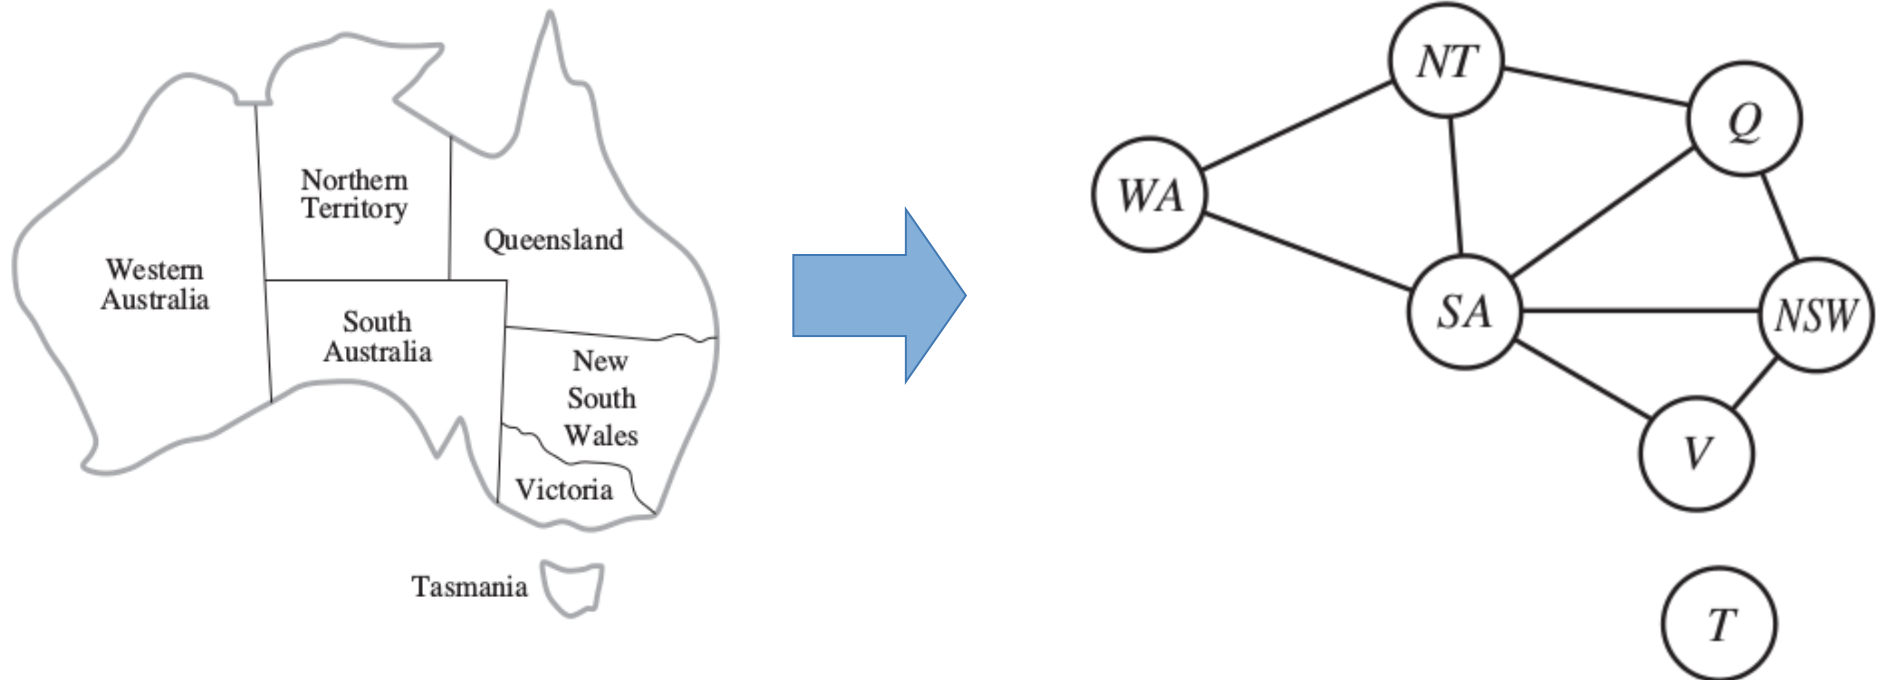 Northern
Territory
Queensland
Western
Australia
South
Australia
New
South
Wales
Victoria
Tasmania
NT
Q
WA
SA
NSW
V
T